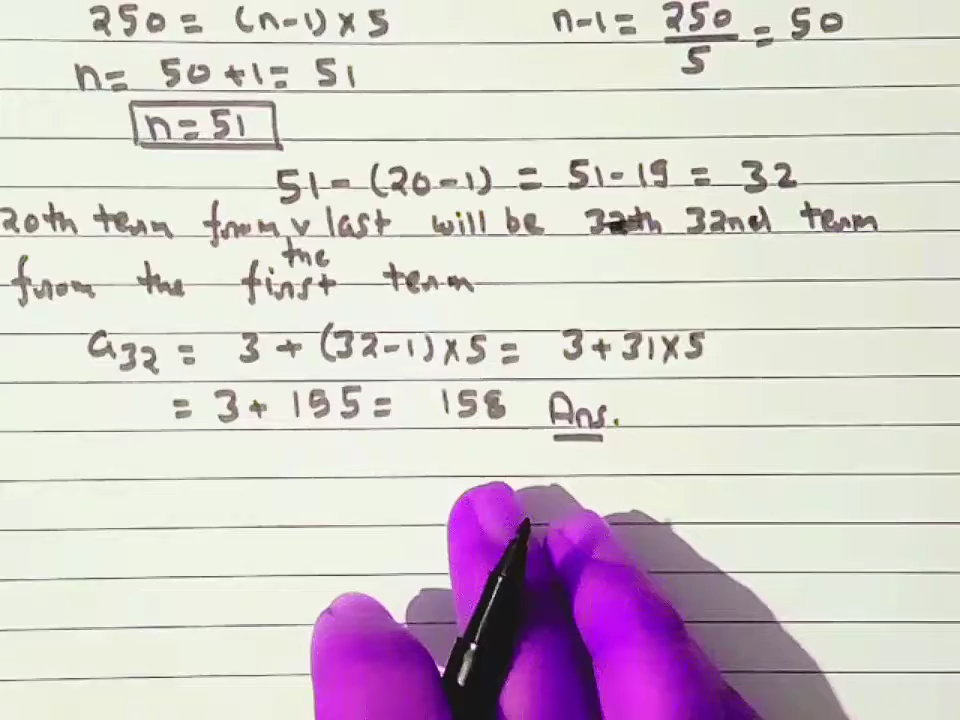 250 = (n-1) × 5 n-1 = 250/5 = 50
n = 50 + 1 = 51
n = 51
51 - (20-1) = 51 - 19 = 32
20th term from v last will be 32th 32nd term
the
from the first term
a32 = 3 + (32-1) × 5 = 3 + 31 × 5
= 3 + 155 = 158 Ans.